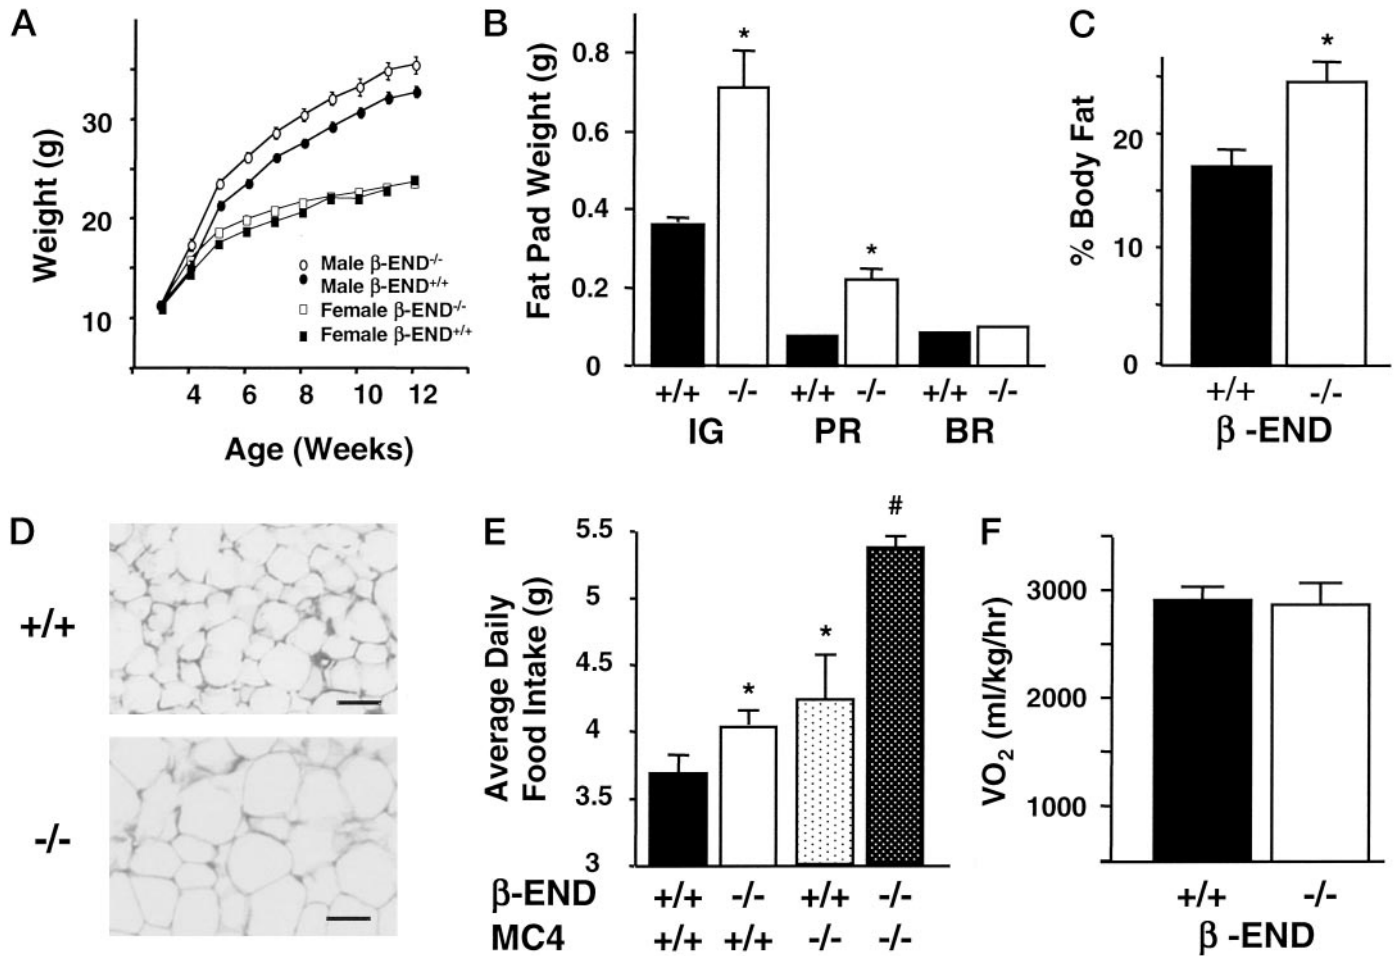 A
Weight (g)
30
20
10
4 6 8 10 12
Age (Weeks)
Male β-END-/-
Male β-END+/+
Female β-END-/-
Female β-END+/+
B
Fat Pad Weight (g)
0.8
0.6
0.4
0.2
0
* * 
+/+ -/- +/+ -/- +/+ -/-
IG PR BR
C
% Body Fat
20
10
0
*
+/+ -/-
β -END
D
+/+
-/-
E
Average Daily
Food Intake (g)
5.5
5
4.5
4
3.5
3
* * #
β-END +/+ -/- +/+ -/-
MC4 +/+ +/+ -/- -/-
F
VO2 (ml/kg/hr)
3000
2000
1000
+/+ -/-
β -END